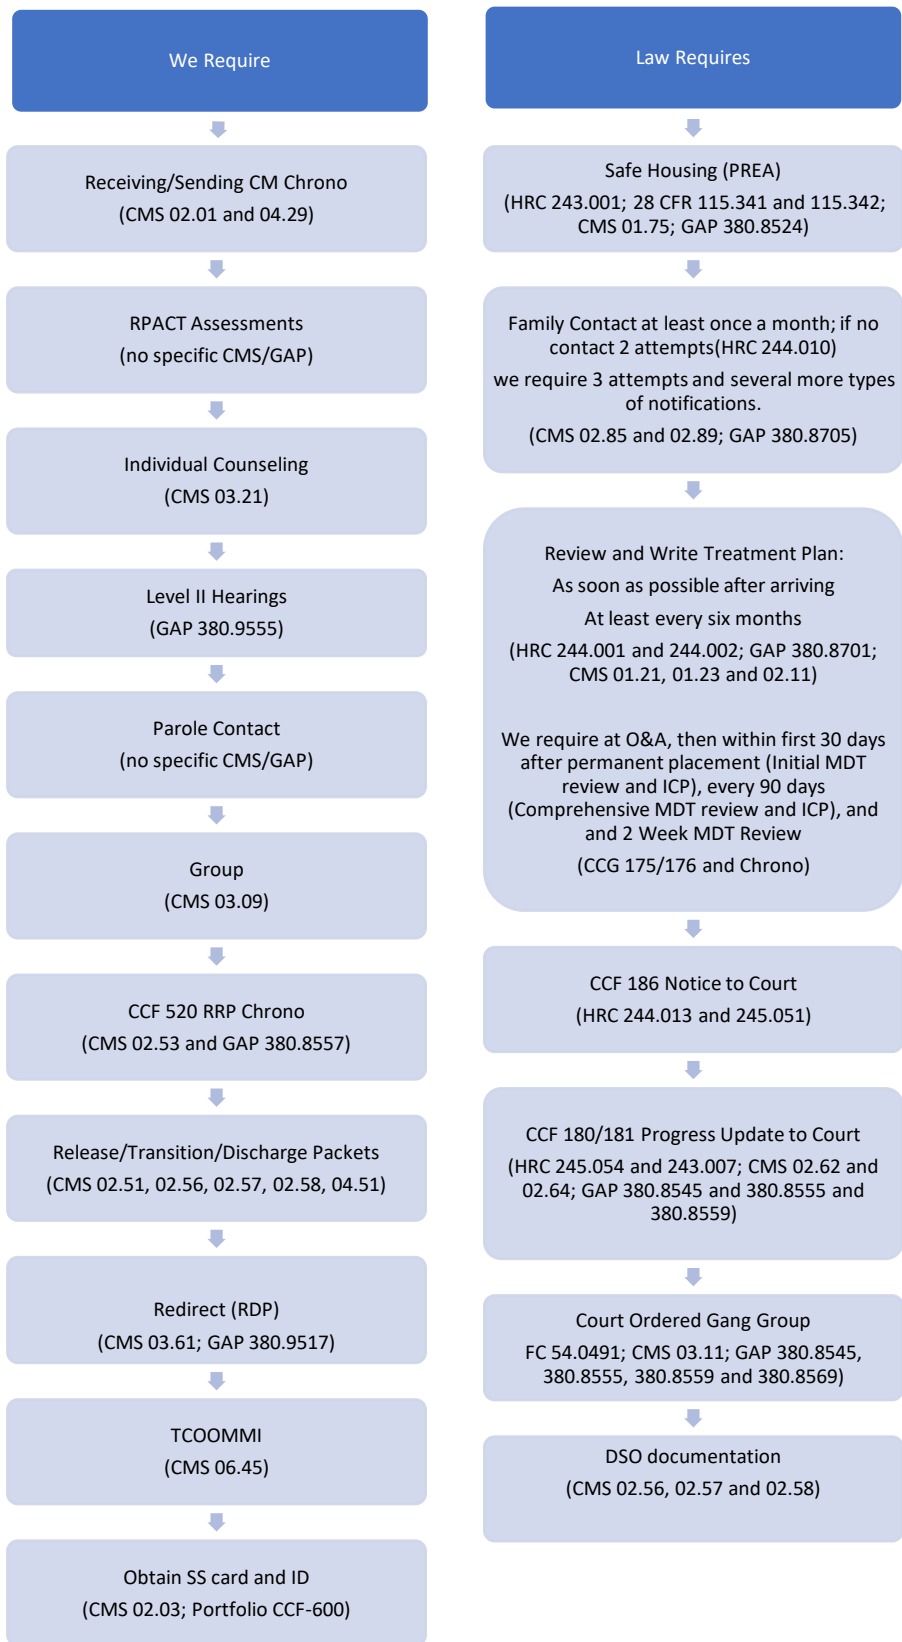 We Require
Receiving/Sending CM Chrono
(CMS 02.01 and 04.29)
RPACT Assessments
(no specific CMS/GAP)
Individual Counseling
(CMS 03.21)
Level II Hearings
(GAP 380.9555)
Parole Contact
(no specific CMS/GAP)
Group
(CMS 03.09)
CCF 520 RRP Chrono
(CMS 02.53 and GAP 380.8557)
Release/Transition/Discharge Packets
(CMS 02.51, 02.56, 02.57, 02.58, 04.51)
Redirect (RDP)
(CMS 03.61; GAP 380.9517)
TCOOMMI
(CMS 06.45)
Obtain SS card and ID
(CMS 02.03; Portfolio CCF-600)
Law Requires
Safe Housing (PREA)
(HRC 243.001; 28 CFR 115.341 and 115.342;
CMS 01.75; GAP 380.8524)
Family Contact at least once a month; if no
contact 2 attempts(HRC 244.010)
we require 3 attempts and several more types
of notifications.
(CMS 02.85 and 02.89; GAP 380.8705)
Review and Write Treatment Plan:
As soon as possible after arriving
At least every six months
(HRC 244.001 and 244.002; GAP 380.8701;
CMS 01.21, 01.23 and 02.11)
We require at O&A, then within first 30 days
after permanent placement (Initial MDT
review and ICP), every 90 days
(Comprehensive MDT review and ICP), and
and 2 Week MDT Review
(CCG 175/176 and Chrono)
CCF 186 Notice to Court
(HRC 244.013 and 245.051)
CCF 180/181 Progress Update to Court
(HRC 245.054 and 243.007; CMS 02.62 and
02.64; GAP 380.8545 and 380.8555 and
380.8559)
Court Ordered Gang Group
FC 54.0491; CMS 03.11; GAP 380.8545,
380.8555, 380.8559 and 380.8569)
DSO documentation
(CMS 02.56, 02.57 and 02.58)